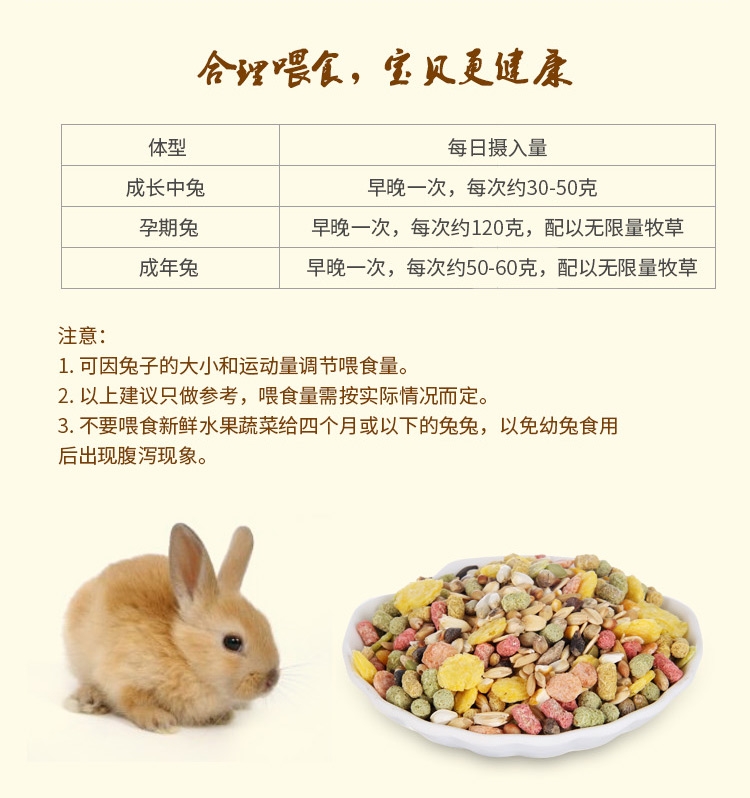 合理喂食，宝贝更健康
体型 每日摄入量
成长中兔 早晚一次，每次约30-50克
孕期兔 早晚一次，每次约120克，配以无限量牧草
成年兔 早晚一次，每次约50-60克，配以无限量牧草
注意：
1. 可因兔子的大小和运动量调节喂食量。
2. 以上建议只做参考，喂食量需按实际情况而定。
3. 不要喂食新鲜水果蔬菜给四个月或以下的兔兔，以免幼兔食用
后出现腹泻现象。